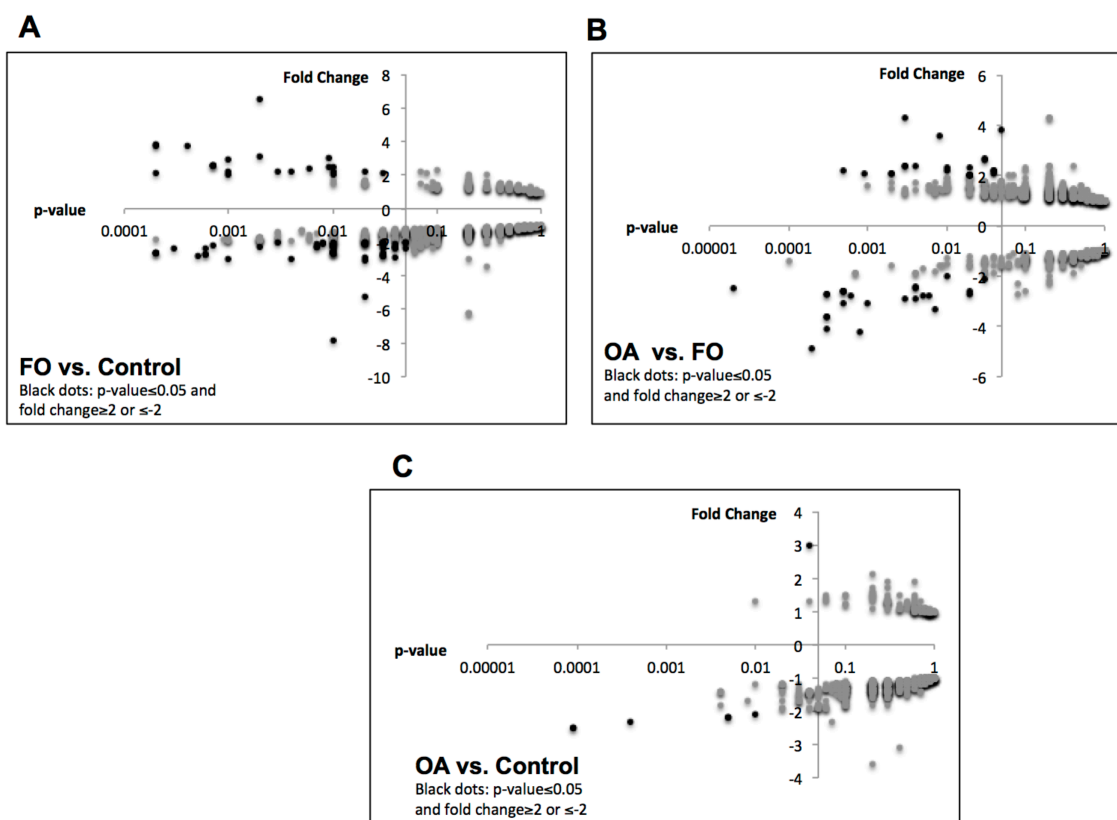 A
Fold Change
8
6
4
2
0
-2
-4
-6
-8
-10
p-value
0.0001 0.001 0.01 0.1 1
FO vs. Control
Black dots: p-value≤0.05 and
fold change≥2 or ≤-2
B
Fold Change
6
4
2
0
-2
-4
-6
p-value
0.00001 0.0001 0.001 0.01 0.1 1
OA vs. FO
Black dots: p-value≤0.05
and fold change≥2 or ≤-2
C
Fold Change
4
3
2
1
0
-1
-2
-3
-4
p-value
0.00001 0.0001 0.001 0.01 0.1 1
OA vs. Control
Black dots: p-value≤0.05
and fold change≥2 or ≤-2